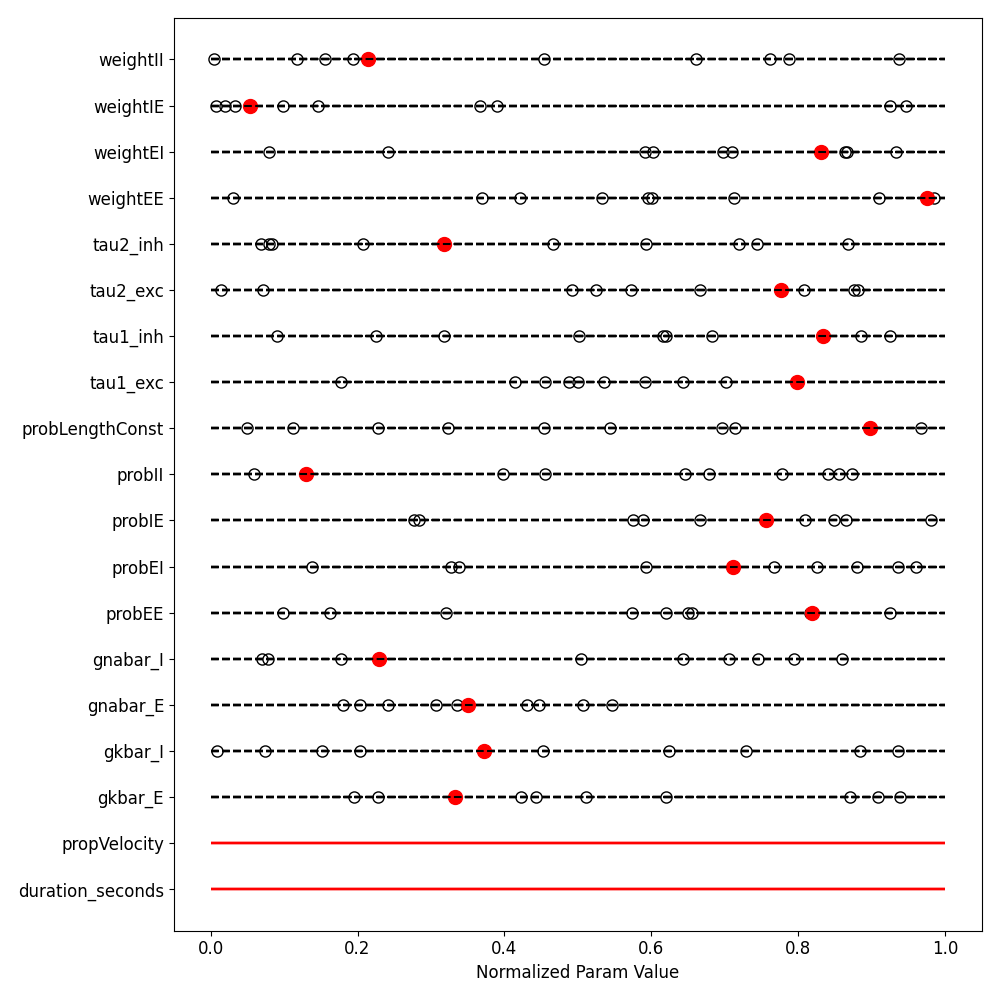 weightII
weightIE
weightEI
weightEE
tau2_inh
tau2_exc
tau1_inh
tau1_exc
probLengthConst
probII
probIE
probEI
probEE
gnabar_I
gnabar_E
gkbar_I
gkbar_E
propVelocity
duration_seconds
0.0 0.2 0.4 0.6 0.8 1.0
Normalized Param Value